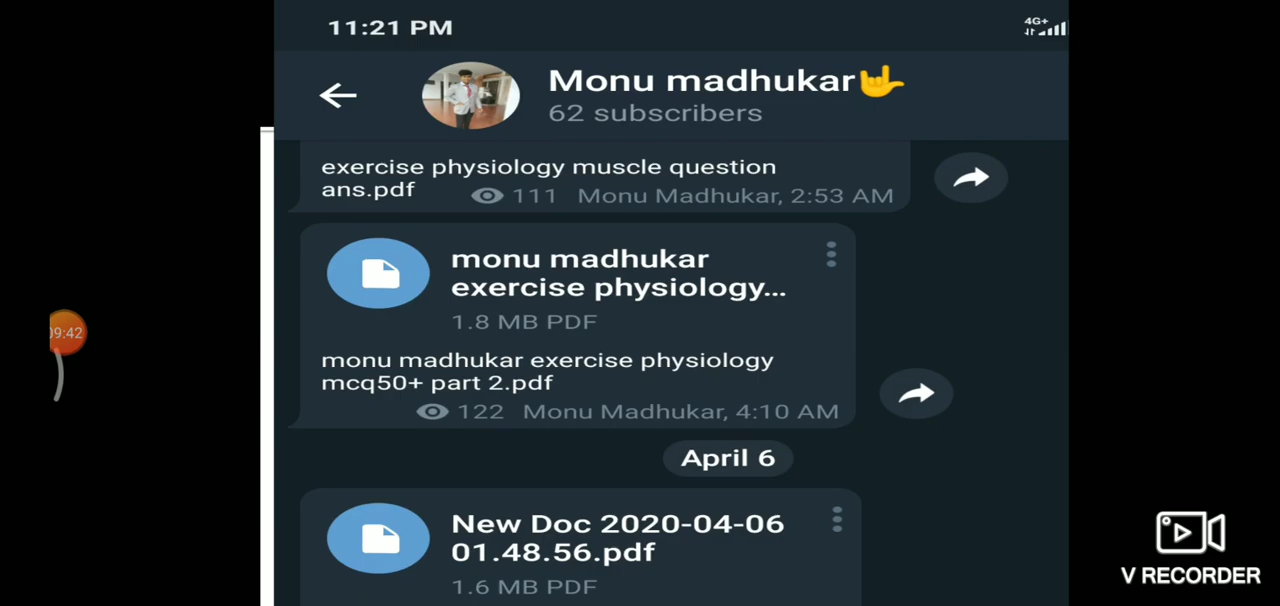 11:21 PM
4G+
Monu madhukar🤟
62 subscribers
exercise physiology muscle question
ans.pdf
111 Monu Madhukar, 2:53 AM
monu madhukar
exercise physiology...
1.8 MB PDF
monu madhukar exercise physiology
mcq50+ part 2.pdf
122 Monu Madhukar, 4:10 AM
09:42
April 6
New Doc 2020-04-06
01.48.56.pdf
1.6 MB PDF
V RECORDER